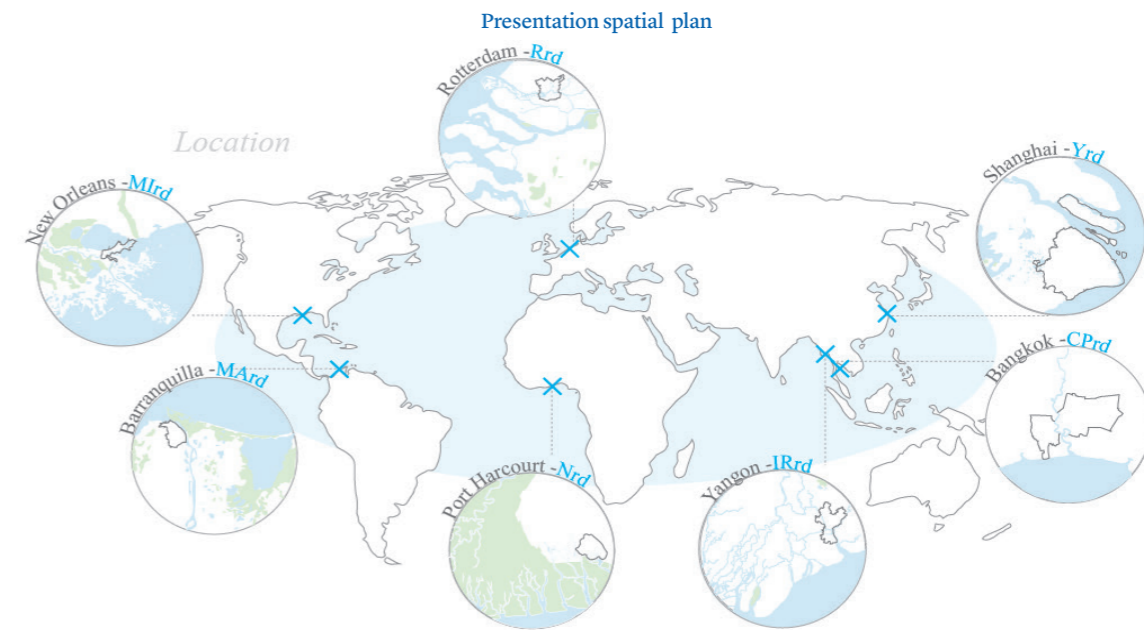 Presentation spatial plan
Rotterdam -Rrd
Location
New Orleans -MIrd
Shanghai -Yrd
Barranquilla -MArd
Bangkok -CPrd
Port Harcourt -Nrd
Yangon -IRrd